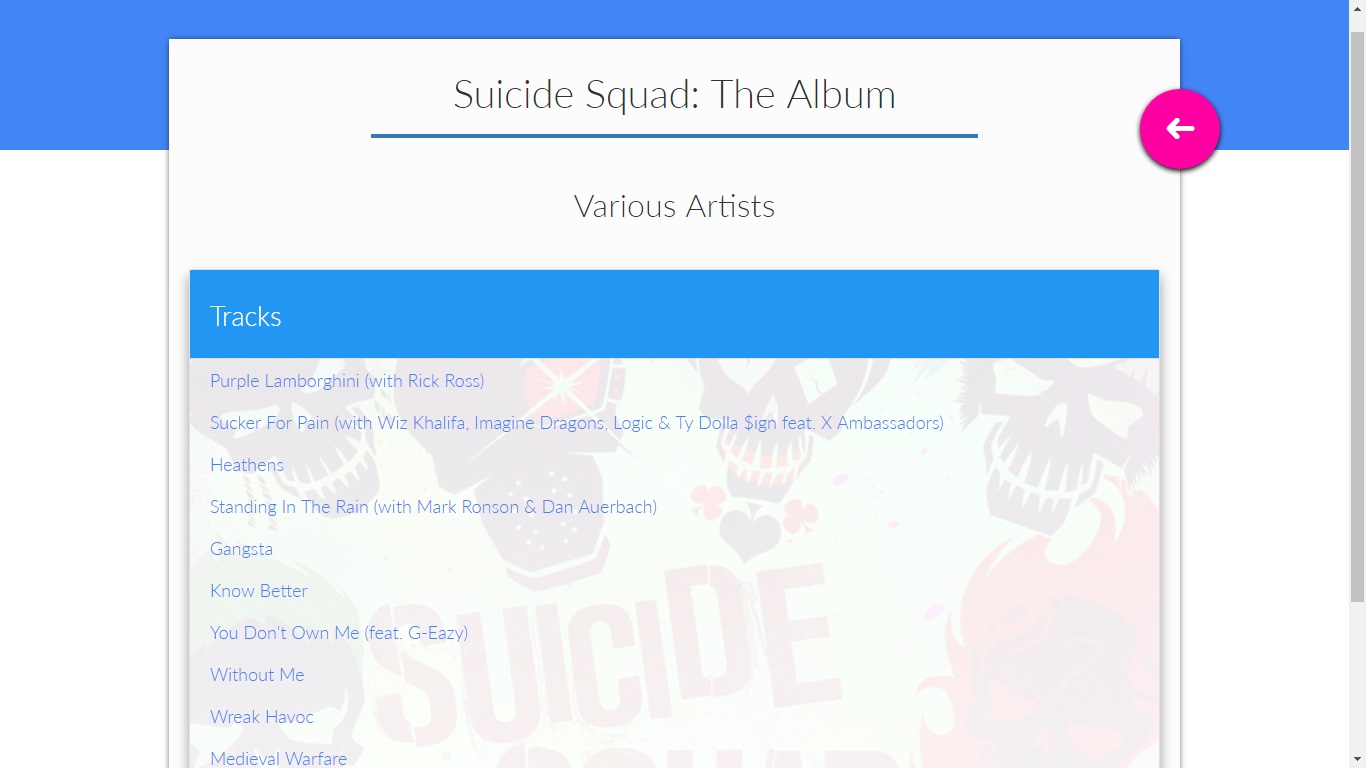 Suicide Squad: The Album
Various Artists
Tracks
Purple Lamborghini (with Rick Ross)
Sucker For Pain (with Wiz Khalifa, Imagine Dragons, Logic & Ty Dolla $ign feat. X Ambassadors)
Heathens
Standing In The Rain (with Mark Ronson & Dan Auerbach)
Gangsta
Know Better
You Don't Own Me (feat. G-Eazy)
Without Me
Wreak Havoc
Medieval Warfare
SUICIDE
SQUAD